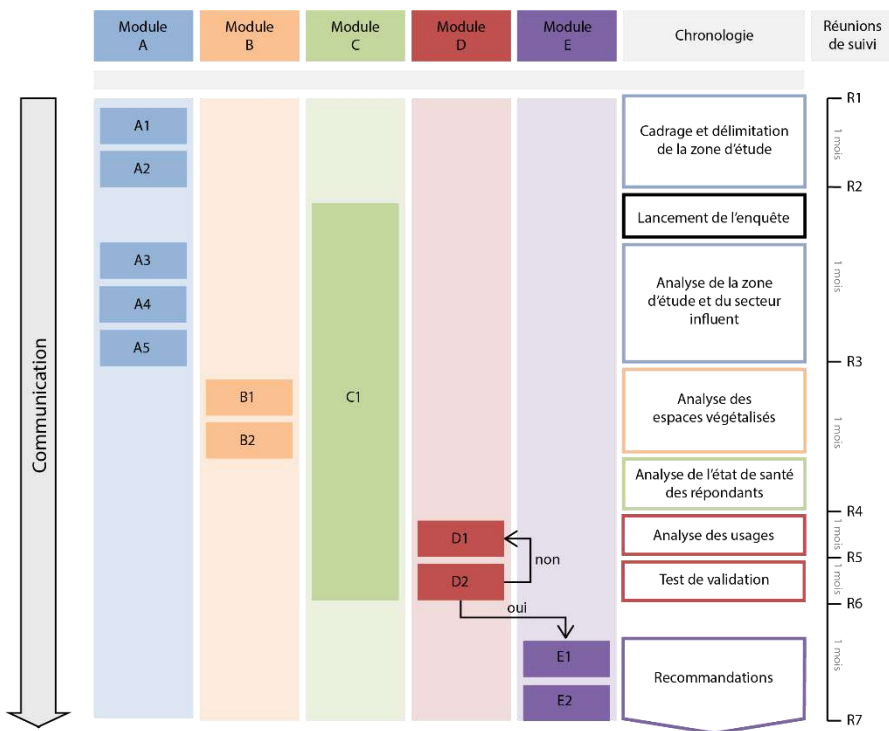 Module
A
Module
B
Module
C
Module
D
Module
E
Chronologie
Réunions
de suivi
Communication
A1
A2
A3
A4
A5
B1
B2
C1
D1
D2
non
oui
E1
E2
Cadrage et délimitation
de la zone d'étude
Lancement de l'enquête
Analyse de la zone
d'étude et du secteur
influent
Analyse des
espaces végétalisés
Analyse de l'état de santé
des répondants
Analyse des usages
Test de validation
Recommandations
R1
1 mois
R2
1 mois
R3
1 mois
R4
1 mois
R5
1 mois
R6
1 mois
R7